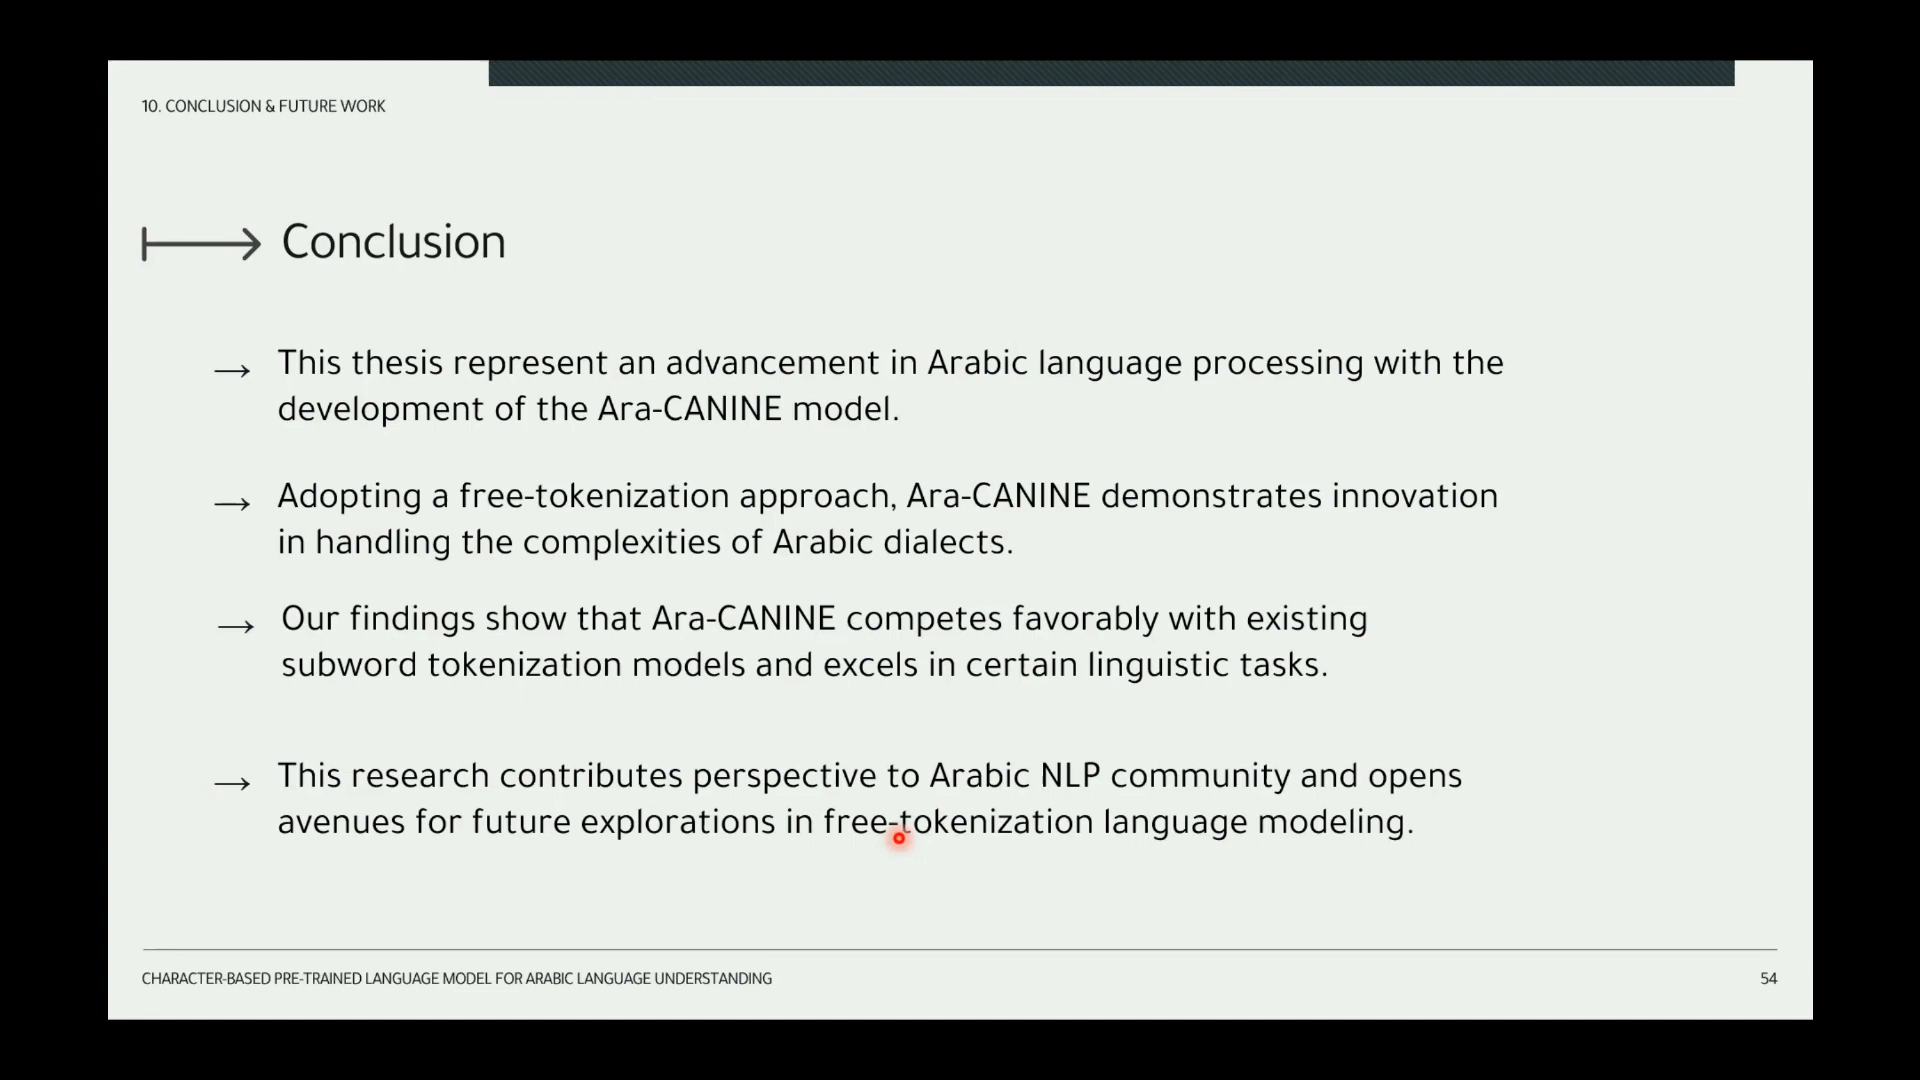 10. CONCLUSION & FUTURE WORK
Conclusion
This thesis represent an advancement in Arabic language processing with the
development of the Ara-CANINE model.
Adopting a free-tokenization approach, Ara-CANINE demonstrates innovation
in handling the complexities of Arabic dialects.
Our findings show that Ara-CANINE competes favorably with existing
subword tokenization models and excels in certain linguistic tasks.
This research contributes perspective to Arabic NLP community and opens
avenues for future explorations in free-tokenization language modeling.
CHARACTER-BASED PRE-TRAINED LANGUAGE MODEL FOR ARABIC LANGUAGE UNDERSTANDING
54